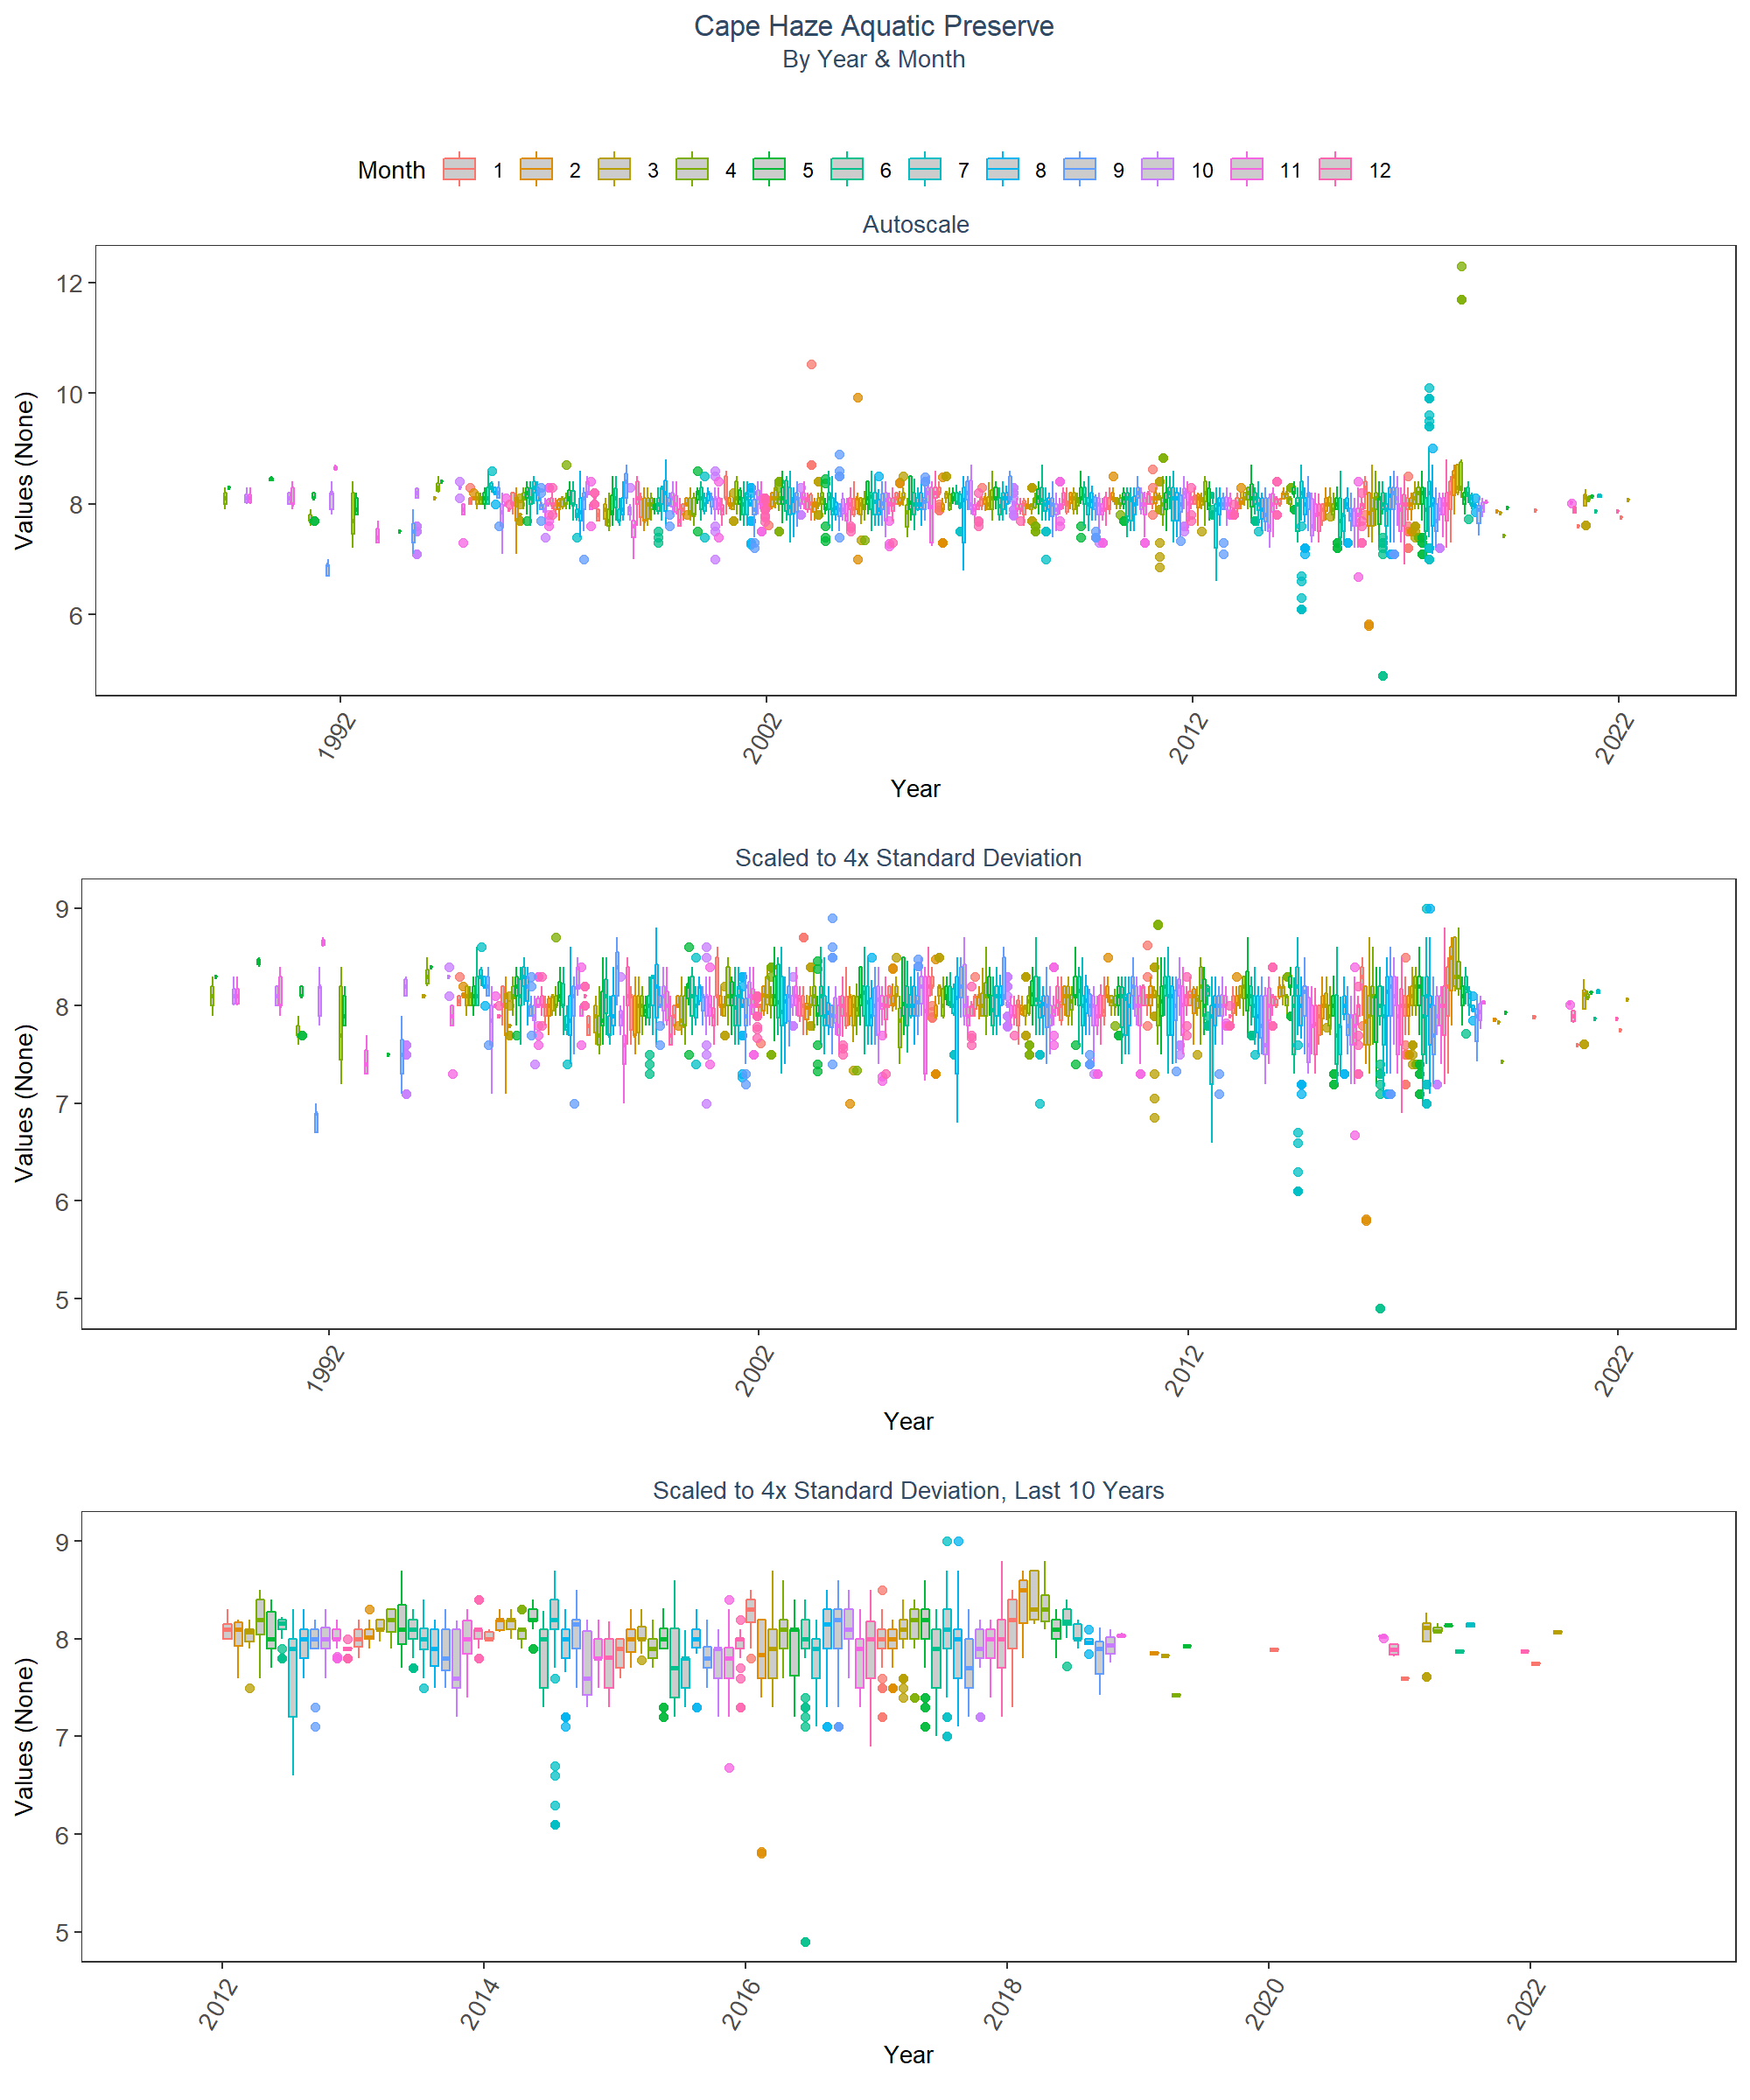 Cape Haze Aquatic Preserve
By Year & Month
Month 1 2 3 4 5 6 7 8 9 10 11 12
Autoscale
12
10
8
6
Values (None)
1992 2002 2012 2022
Year
Scaled to 4x Standard Deviation
9
8
7
6
5
Values (None)
1992 2002 2012 2022
Year
Scaled to 4x Standard Deviation, Last 10 Years
9
8
7
6
5
Values (None)
2012 2014 2016 2018 2020 2022
Year